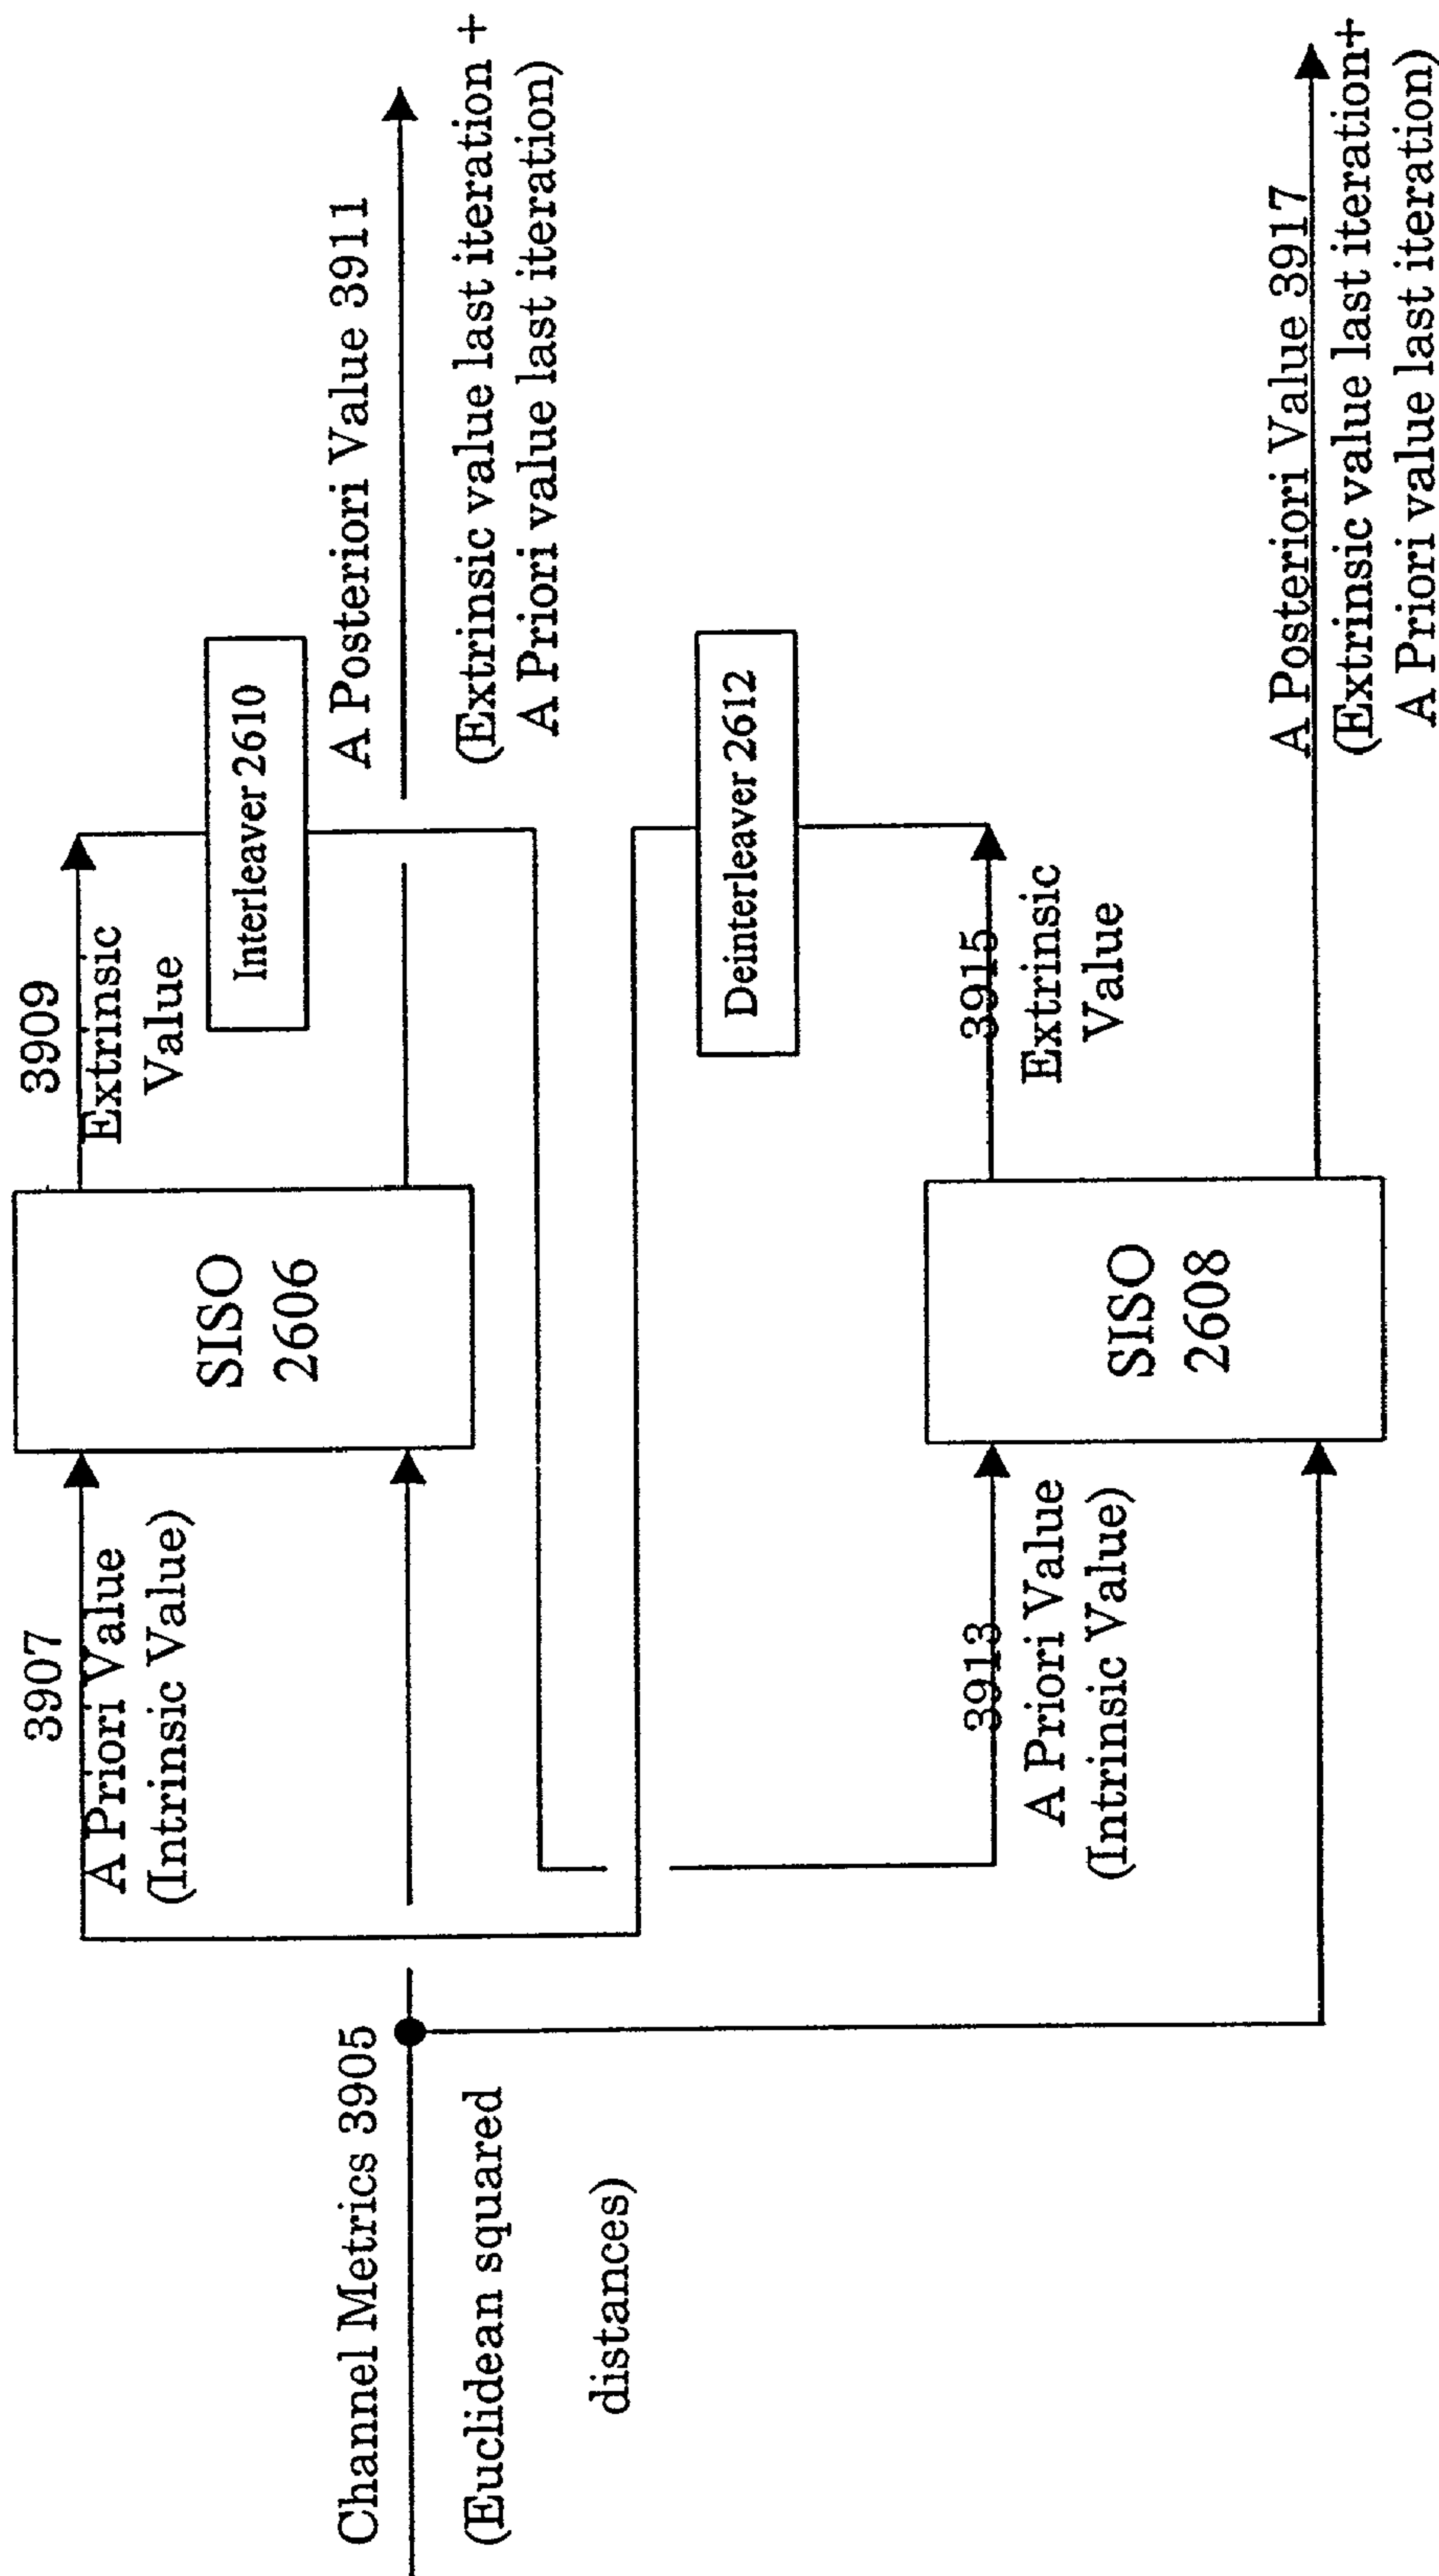 Channel Metrics 3905
(Euclidean squared
distances)
3907
A Priori Value
(Intrinsic Value)
SISO
2606
3909
Extrinsic
Value
Interleaver 2610
A Posteriori Value 3911
(Extrinsic value last iteration +
A Priori value last iteration)
Deinterleaver 2612
3913
A Priori Value
(Intrinsic Value)
SISO
2608
3915
Extrinsic
Value
A Posteriori Value 3917
(Extrinsic value last iteration+
A Priori value last iteration)